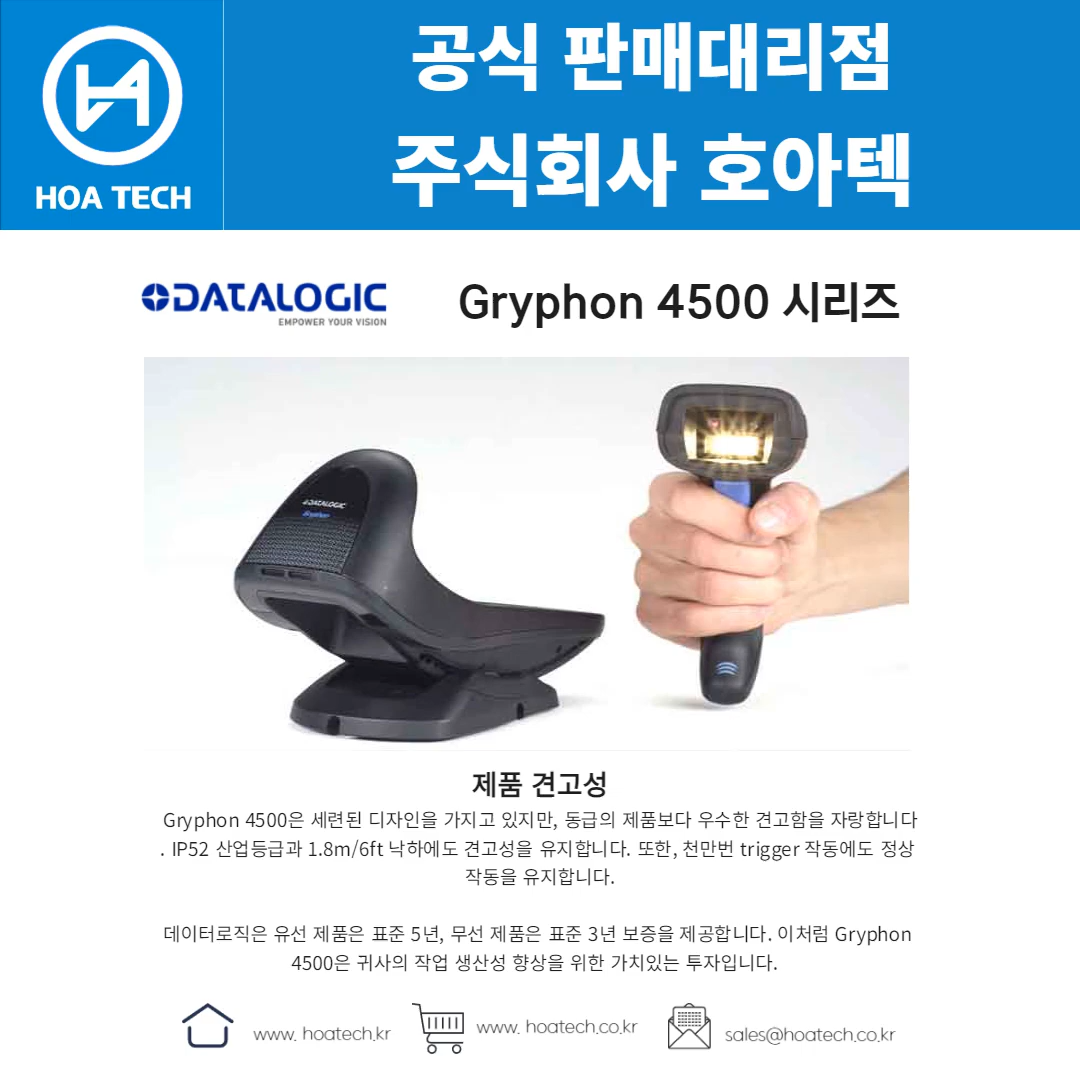 공식 판매대리점
주식회사 호아텍
HOA TECH
DATALOGIC
EMPOWER YOUR VISION
Gryphon 4500 시리즈
DATALOGIC
Gryphon
제품 견고성
Gryphon 4500은 세련된 디자인을 가지고 있지만, 동급의 제품보다 우수한 견고함을 자랑합니다
. IP52 산업등급과 1.8m/6ft 낙하에도 견고성을 유지합니다. 또한, 천만번 trigger 작동에도 정상
작동을 유지합니다.
데이터로직은 유선 제품은 표준 5년, 무선 제품은 표준 3년 보증을 제공합니다. 이처럼 Gryphon
4500은 귀사의 작업 생산성 향상을 위한 가치있는 투자입니다.
www. hoatech.kr
www. hoatech.co.kr
sales@hoatech.co.kr